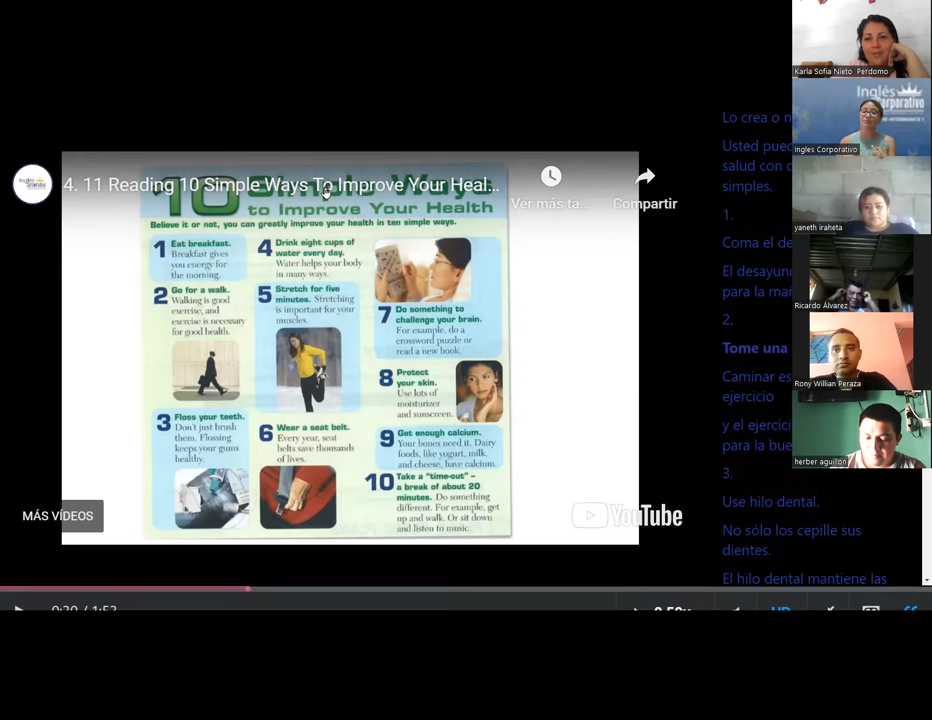 4. 11 Reading 10 Simple Ways To Improve Your Heal...
Ver más ta...
Compartir
10
to Improve Your Health
Believe it or not, you can greatly improve your health in ten simple ways.
1 Eat breakfast.
Breakfast gives
you energy for
the morning.
2 Go for a walk.
Walking is good
exercise, and
exercise is necessary
for good health.
3 Floss your teeth.
Don't just brush
them. Flossing
keeps your gums
healthy.
4 Drink eight cups of
water every day.
Water helps your body
in many ways.
5 Stretch for five
minutes. Stretching
is important for your
muscles.
6 Wear a seat belt.
Every year, seat
belts save thousands
of lives.
7 Do something to
challenge your brain.
For example, do a
crossword puzzle or
read a new book.
8 Protect
your skin.
Use lots of
moisturizer
and sunscreen.
9 Get enough calcium.
Your bones need it. Dairy
foods, like yogurt, milk,
and cheese, have calcium.
10 Take a "time-out" –
a break of about 20
minutes. Do something
different. For example, get
up and walk. Or sit down
and listen to music.
MÁS VÍDEOS
YouTube
0:30 / 1:53
HD
Lo crea o n
Usted pued
salud con d
simples.
1.
Coma el de
El desayuno
para la mañ
2.
Tome una
Caminar es
ejercicio
y el ejercici
para la bue
3.
Use hilo dental.
No sólo los cepille sus
dientes.
El hilo dental mantiene las
Karla Sofia Nieto Perdomo
Inglés
Corporativo
Ingles Corporativo
yaneth iraheta
Ricardo Álvarez
Rony Willian Peraza
herber aguillon